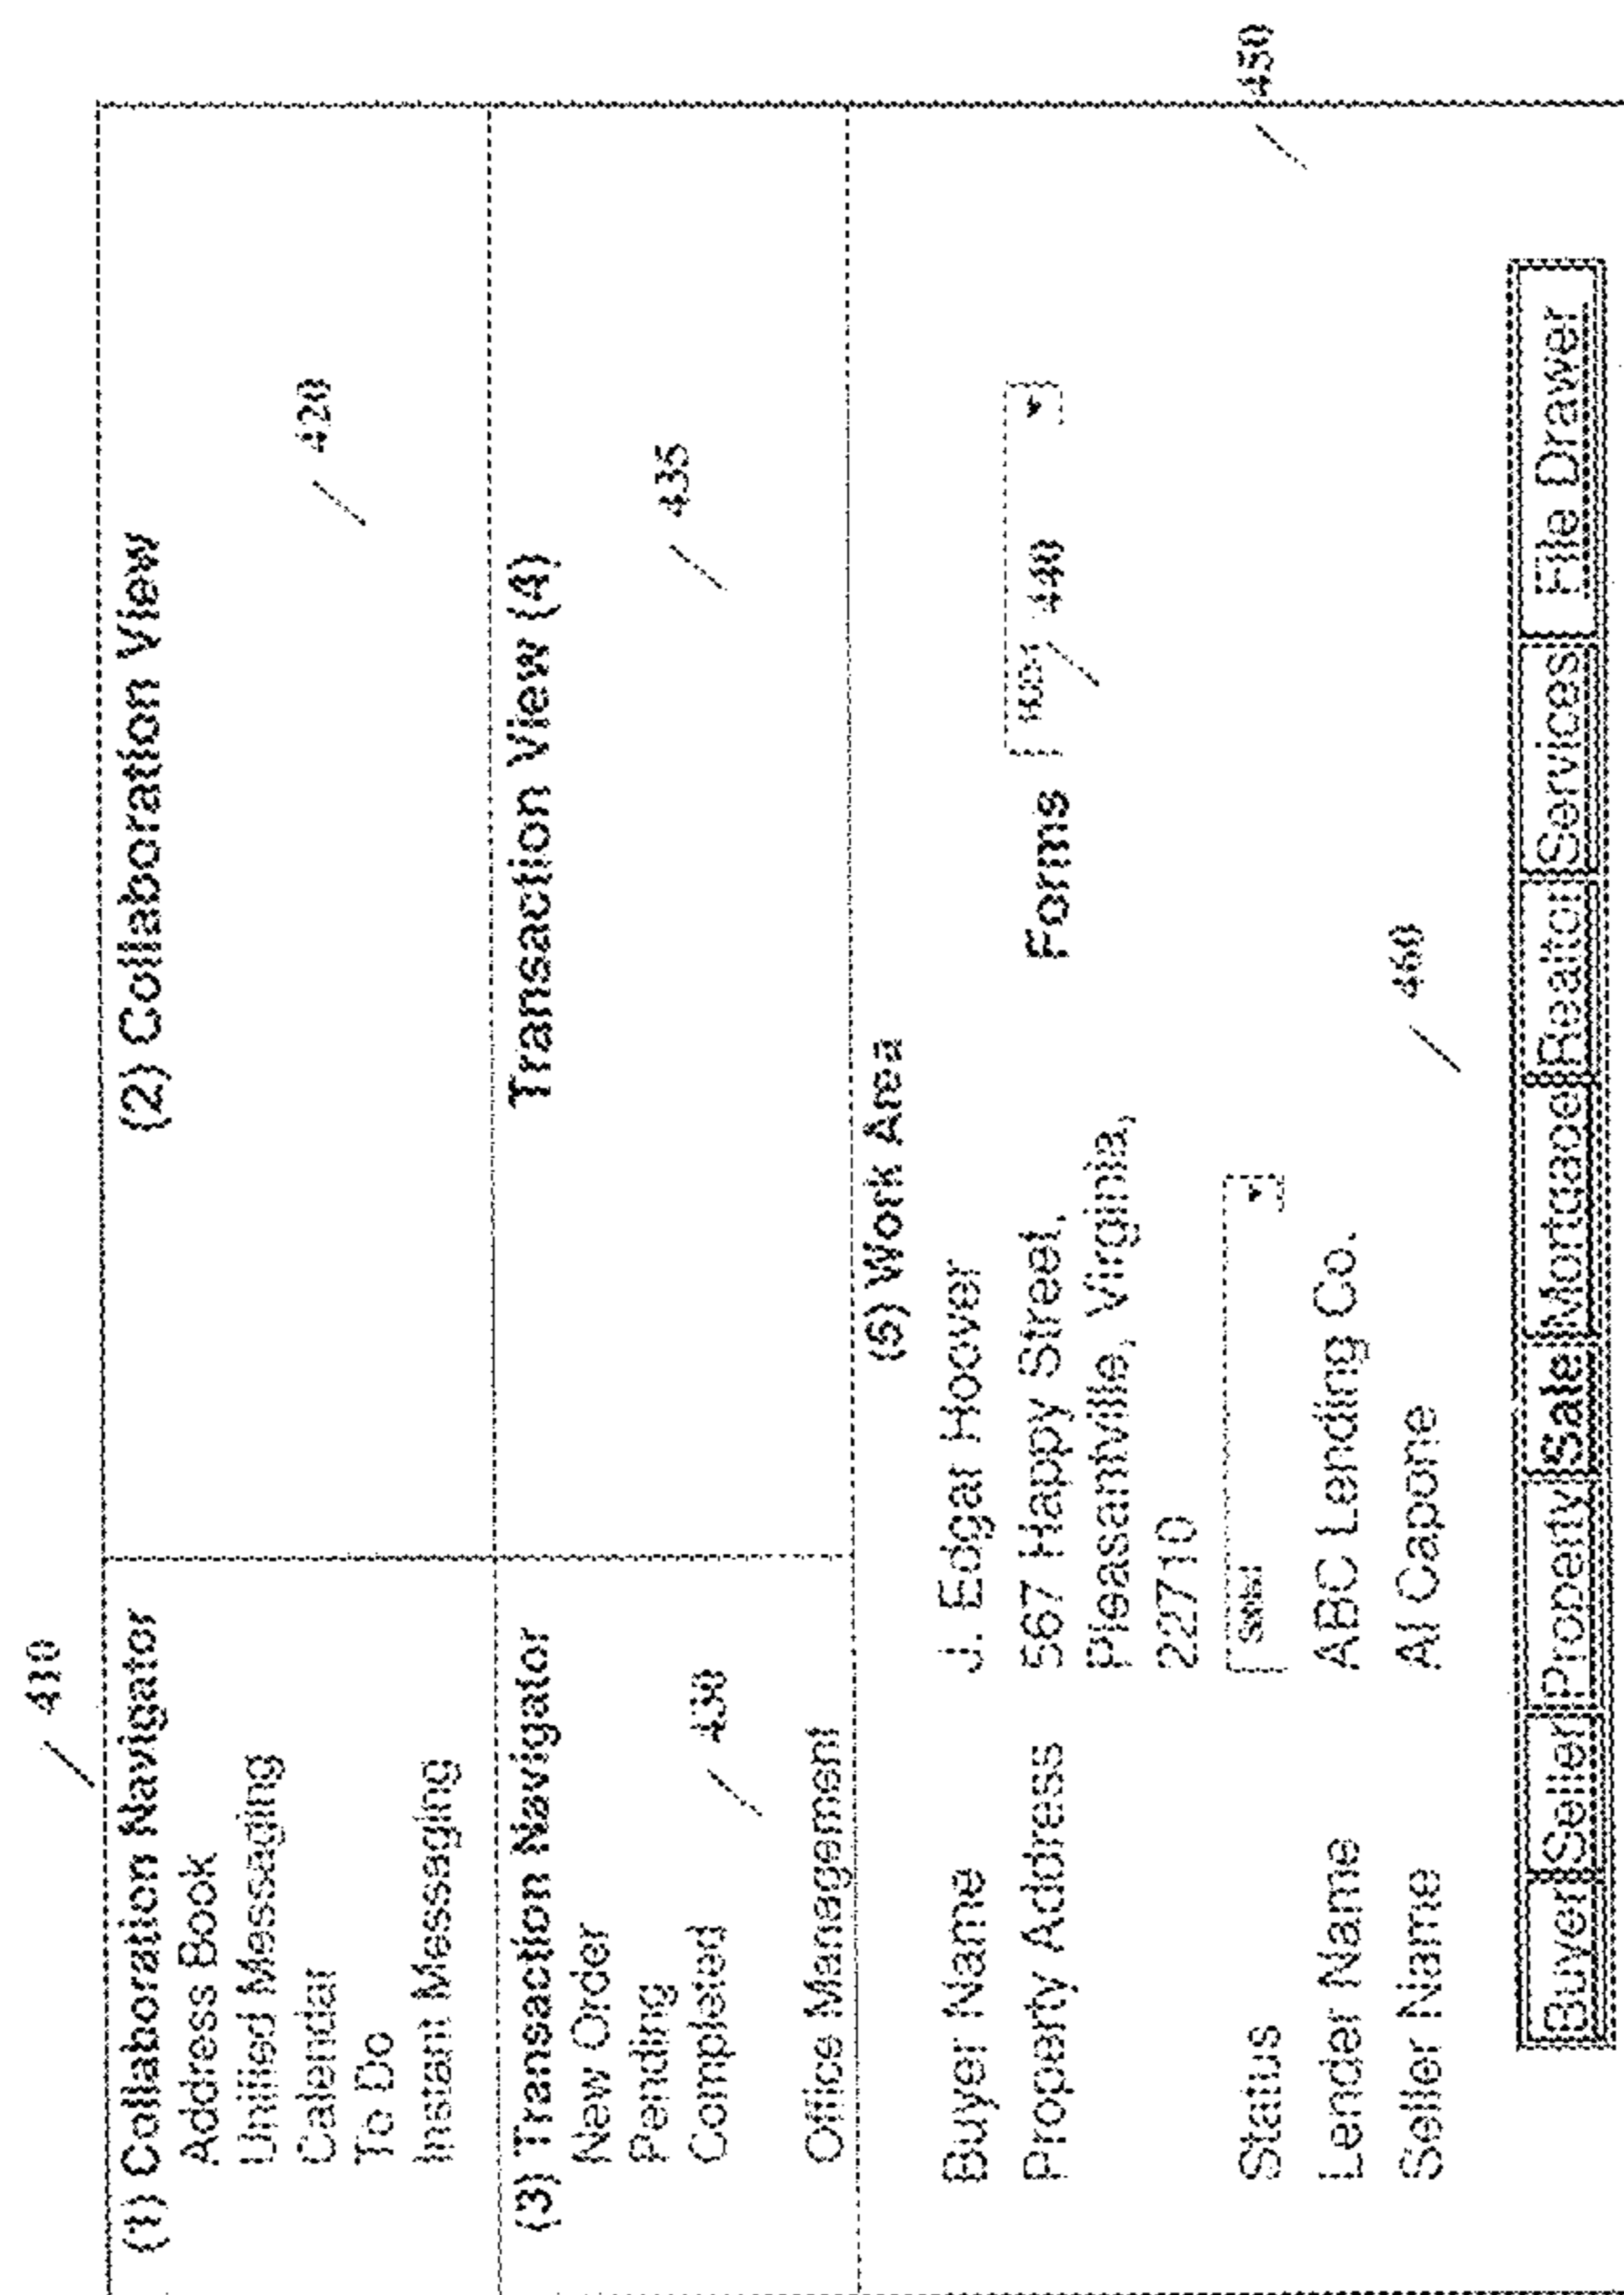 410
(1) Collaboration Navigator
Address Book
Unified Messaging
Calendar
To Do
Instant Messaging
(2) Collaboration View
420
(3) Transaction Navigator
New Order
Pending
Completed
430
Office Management
Transaction View (4)
435
(5) Work Area
Buyer Name J. Edgar Hoover
Property Address 567 Happy Street, Forms
Pleasantville, Virginia, 440
22710
Status Select
450
Lender Name ABC Lending Co.
Seller Name Al Capone 460
Buyer Seller Property Sale Mortgage Realtor Services File Drawer